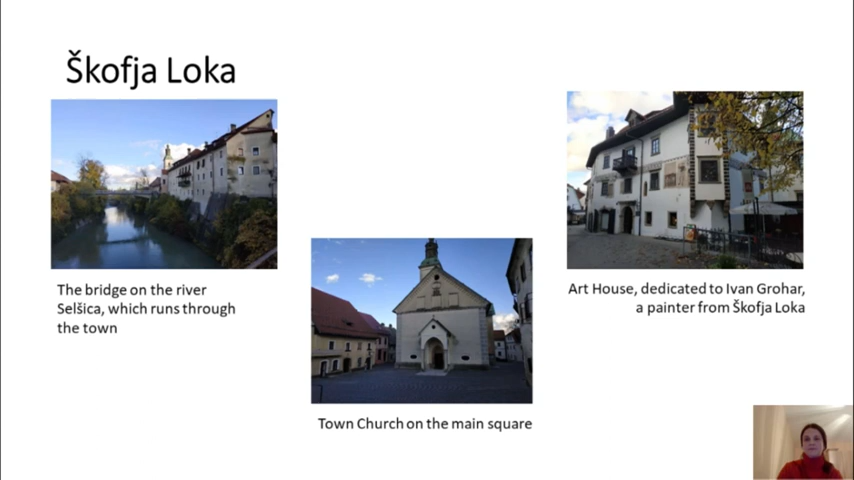 Škofja Loka
The bridge on the river
Selšica, which runs through
the town
Town Church on the main square
Art House, dedicated to Ivan Grohar,
a painter from Škofja Loka